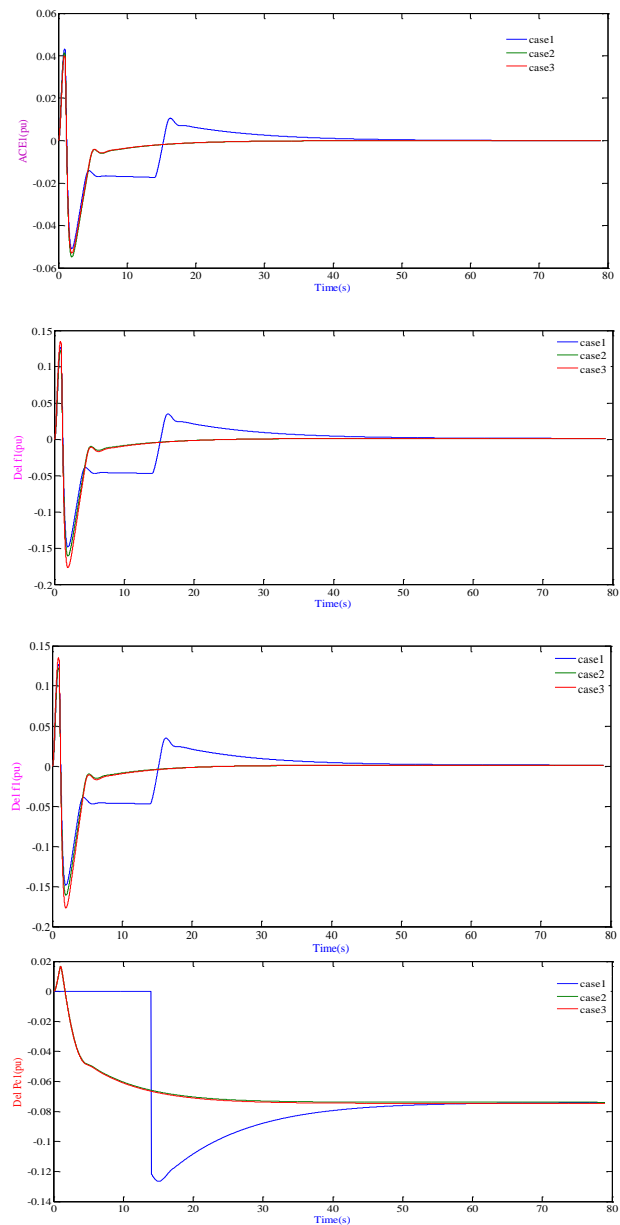 0.06
0.04
0.02
0
-0.02
-0.04
0.06
ACE1(pu)
case1
case2
case3
0 10 20 30 40 50 60 70 80
Time(s)
0.15
0.1
0.05
0
-0.05
-0.1
-0.15
-0.2
Del f1(pu)
case1
case2
case3
0 10 20 30 40 50 60 70 80
Time(s)
0.15
0.1
0.05
0
-0.05
-0.1
-0.15
-0.2
Del f1(pu)
case1
case2
case3
0 10 20 30 40 50 60 70 80
Time(s)
0.02
0
-0.02
-0.04
-0.06
-0.08
-0.1
-0.12
-0.14
Del Pc1(pu)
case1
case2
case3
0 10 20 30 40 50 60 70 80
Time(s)